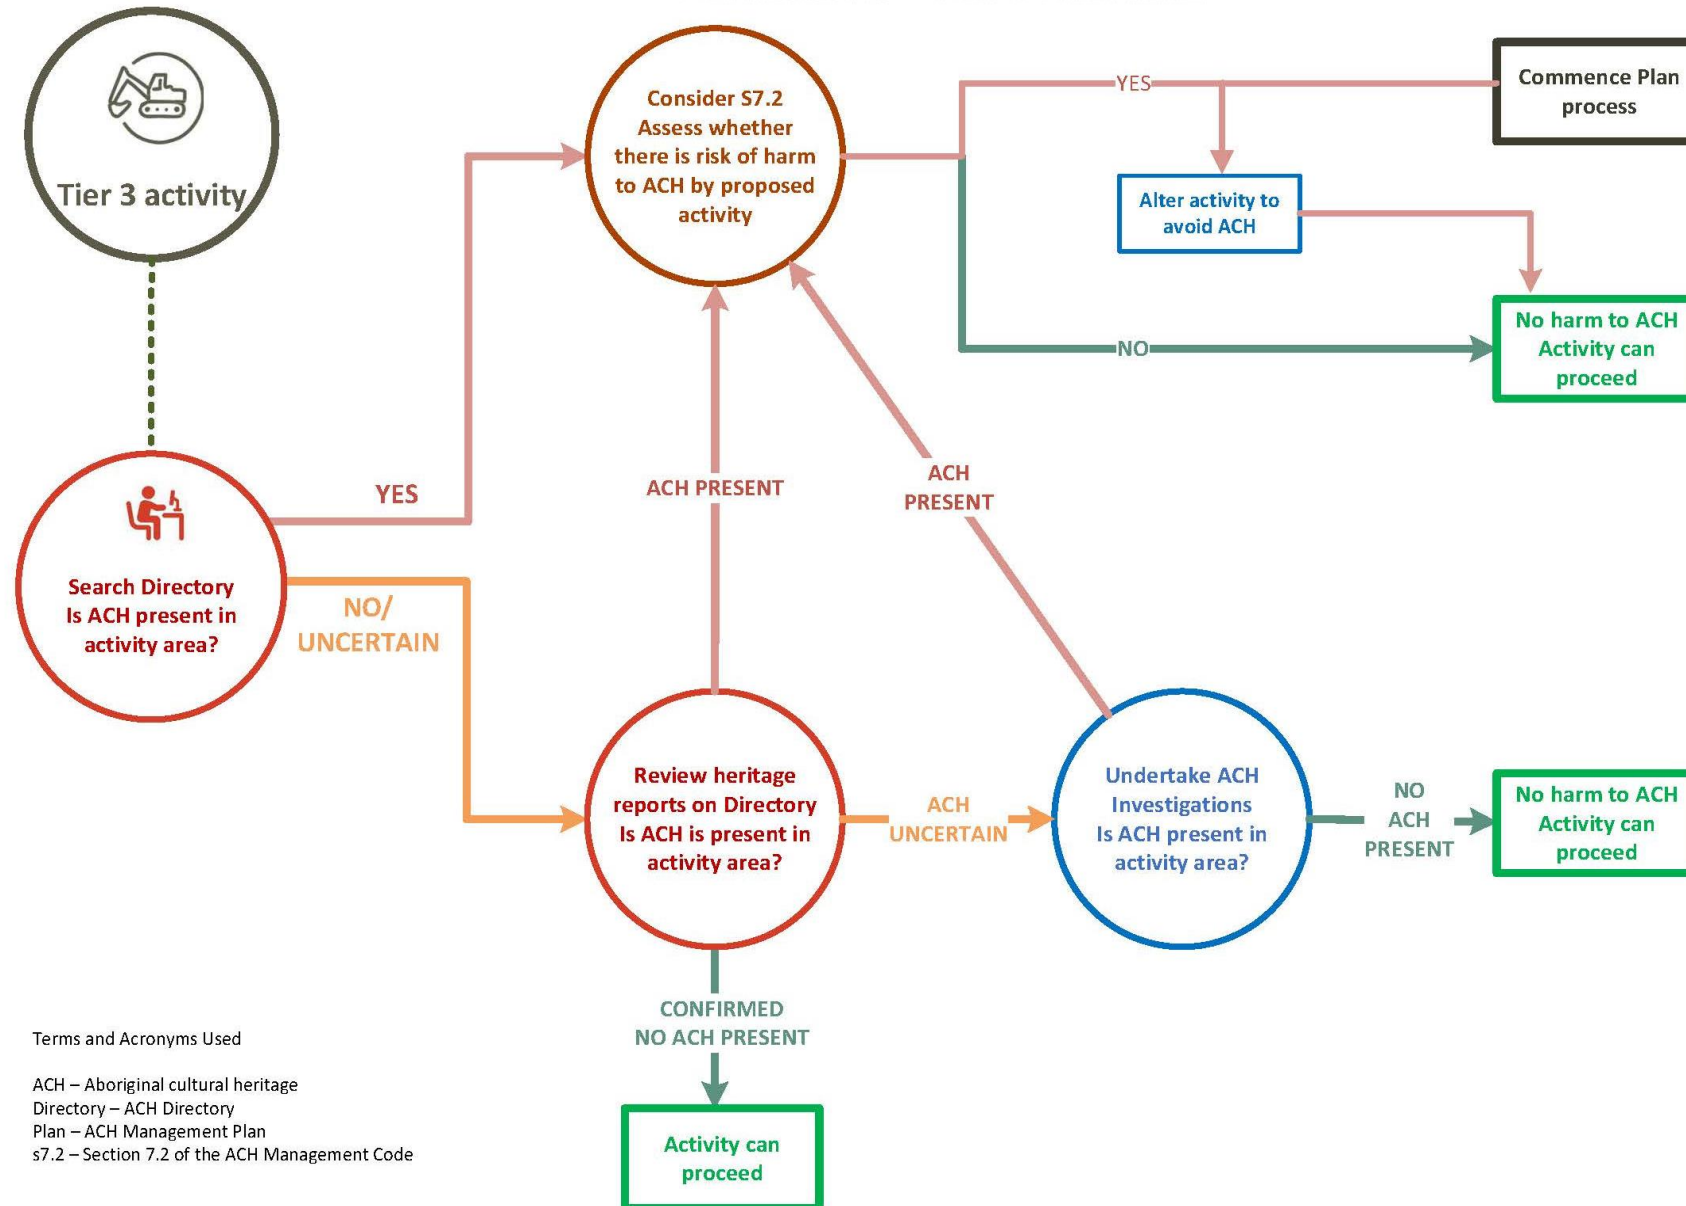 Tier 3 activity
Consider S7.2
Assess whether
there is risk of harm
to ACH by proposed
activity
YES
Commence Plan
process
Alter activity to
avoid ACH
NO
No harm to ACH
Activity can
proceed
Search Directory
Is ACH present in
activity area?
YES
NO/
UNCERTAIN
ACH PRESENT
ACH
PRESENT
Review heritage
reports on Directory
Is ACH is present in
activity area?
ACH
UNCERTAIN
Undertake ACH
Investigations
Is ACH present in
activity area?
NO
ACH
PRESENT
No harm to ACH
Activity can
proceed
CONFIRMED
NO ACH PRESENT
Activity can
proceed
Terms and Acronyms Used
ACH – Aboriginal cultural heritage
Directory – ACH Directory
Plan – ACH Management Plan
s7.2 – Section 7.2 of the ACH Management Code